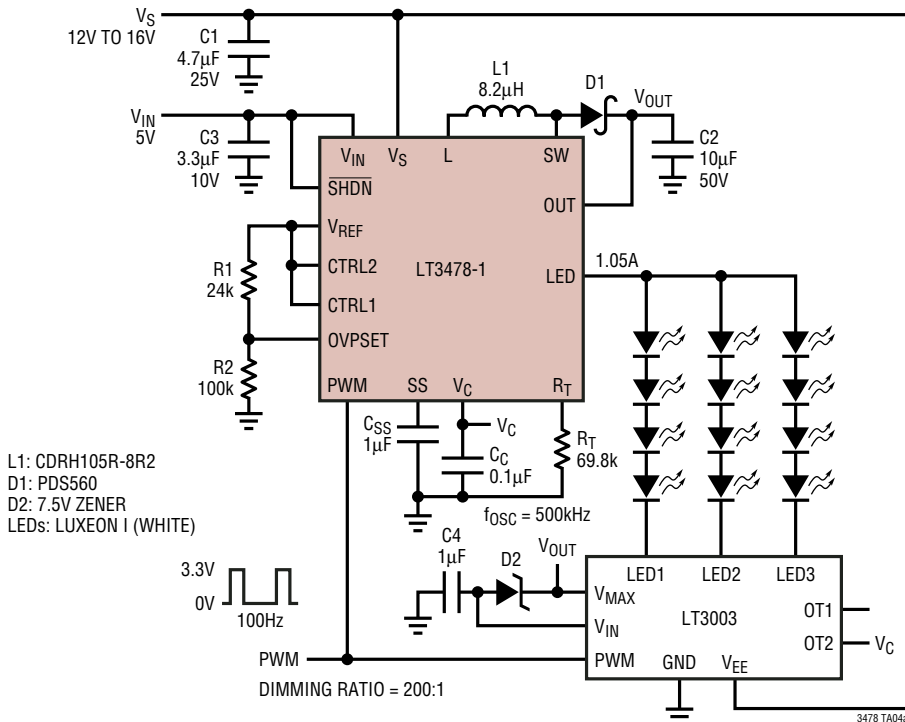 VS
12V TO 16V
C1
4.7µF
25V
VIN
5V
C3
3.3µF
10V
L1
8.2µH
D1
VOUT
C2
10µF
50V
VIN
VS
L
SW
SHDN
OUT
VREF
CTRL2
LT3478-1
LED
1.05A
CTRL1
OVPSET
R1
24k
R2
100k
PWM
SS
VC
RT
CSS
1µF
VC
CC
0.1µF
RT
69.8k
fOSC = 500kHz
L1: CDRH105R-8R2
D1: PDS560
D2: 7.5V ZENER
LEDs: LUXEON I (WHITE)
3.3V
0V
100Hz
C4
1µF
D2
VOUT
LED1
LED2
LED3
VMAX
VIN
LT3003
OT1
OT2
VC
PWM
PWM
GND
VEE
DIMMING RATIO = 200:1